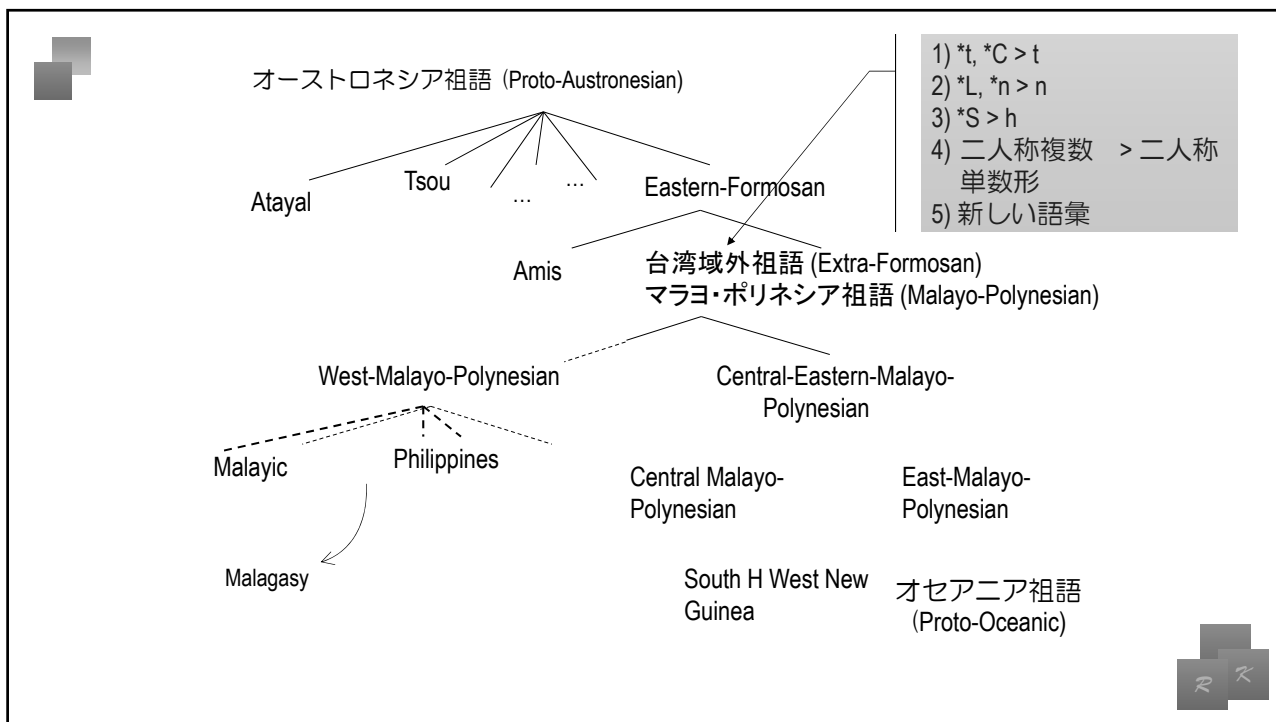 オーストロネシア祖語 (Proto-Austronesian)
1) *t, *C > t
2) *L, *n > n
3) *S > h
4) 二人称複数　> 二人称
単数形
5) 新しい語彙
Atayal
Tsou
...
...
Eastern-Formosan
Amis
台湾域外祖語 (Extra-Formosan)
マラヨ・ポリネシア祖語 (Malayo-Polynesian)
West-Malayo-Polynesian
Central-Eastern-Malayo-
Polynesian
Malayic
Philippines
Central Malayo-
Polynesian
East-Malayo-
Polynesian
Malagasy
South H West New
Guinea
オセアニア祖語
(Proto-Oceanic)
R K